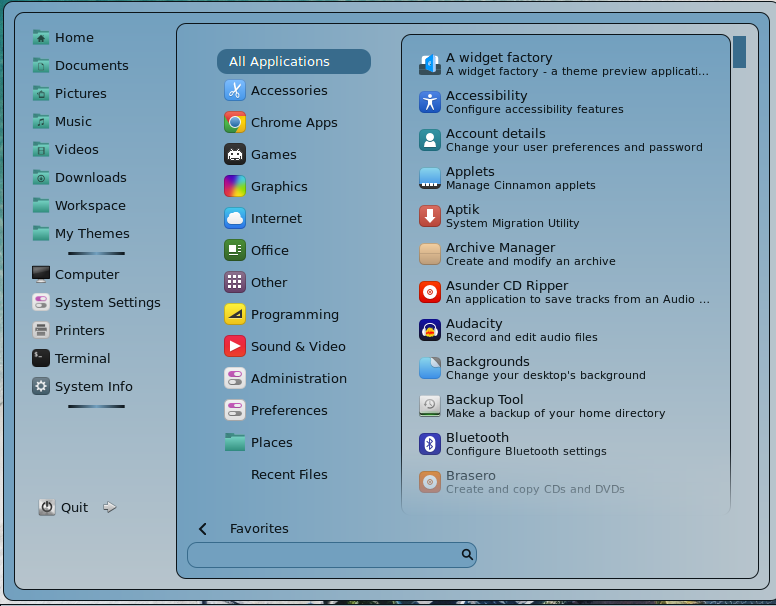 Home
Documents
Pictures
Music
Videos
Downloads
Workspace
My Themes
Computer
System Settings
Printers
Terminal
System Info
Quit
All Applications
Accessories
Chrome Apps
Games
Graphics
Internet
Office
Other
Programming
Sound & Video
Administration
Preferences
Places
Recent Files
Favorites
A widget factory
A widget factory - a theme preview applicati...
Accessibility
Configure accessibility features
Account details
Change your user preferences and password
Applets
Manage Cinnamon applets
Aptik
System Migration Utility
Archive Manager
Create and modify an archive
Asunder CD Ripper
An application to save tracks from an Audio ...
Audacity
Record and edit audio files
Backgrounds
Change your desktop's background
Backup Tool
Make a backup of your home directory
Bluetooth
Configure Bluetooth settings
Brasero
Create and copy CDs and DVDs